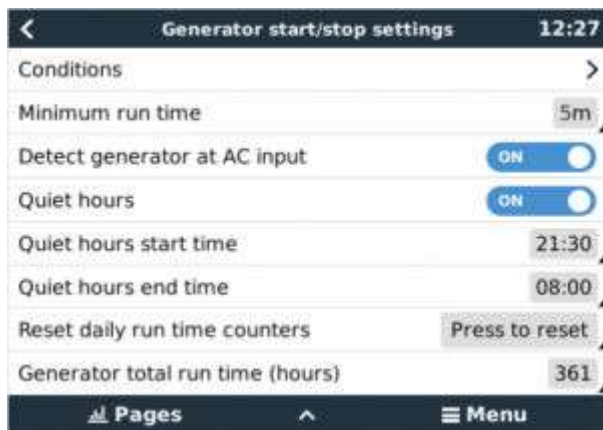 Generator start/stop settings 12:27
Conditions
Minimum run time 5m
Detect generator at AC input ON
Quiet hours ON
Quiet hours start time 21:30
Quiet hours end time 08:00
Reset daily run time counters Press to reset
Generator total run time (hours) 361
Pages Menu